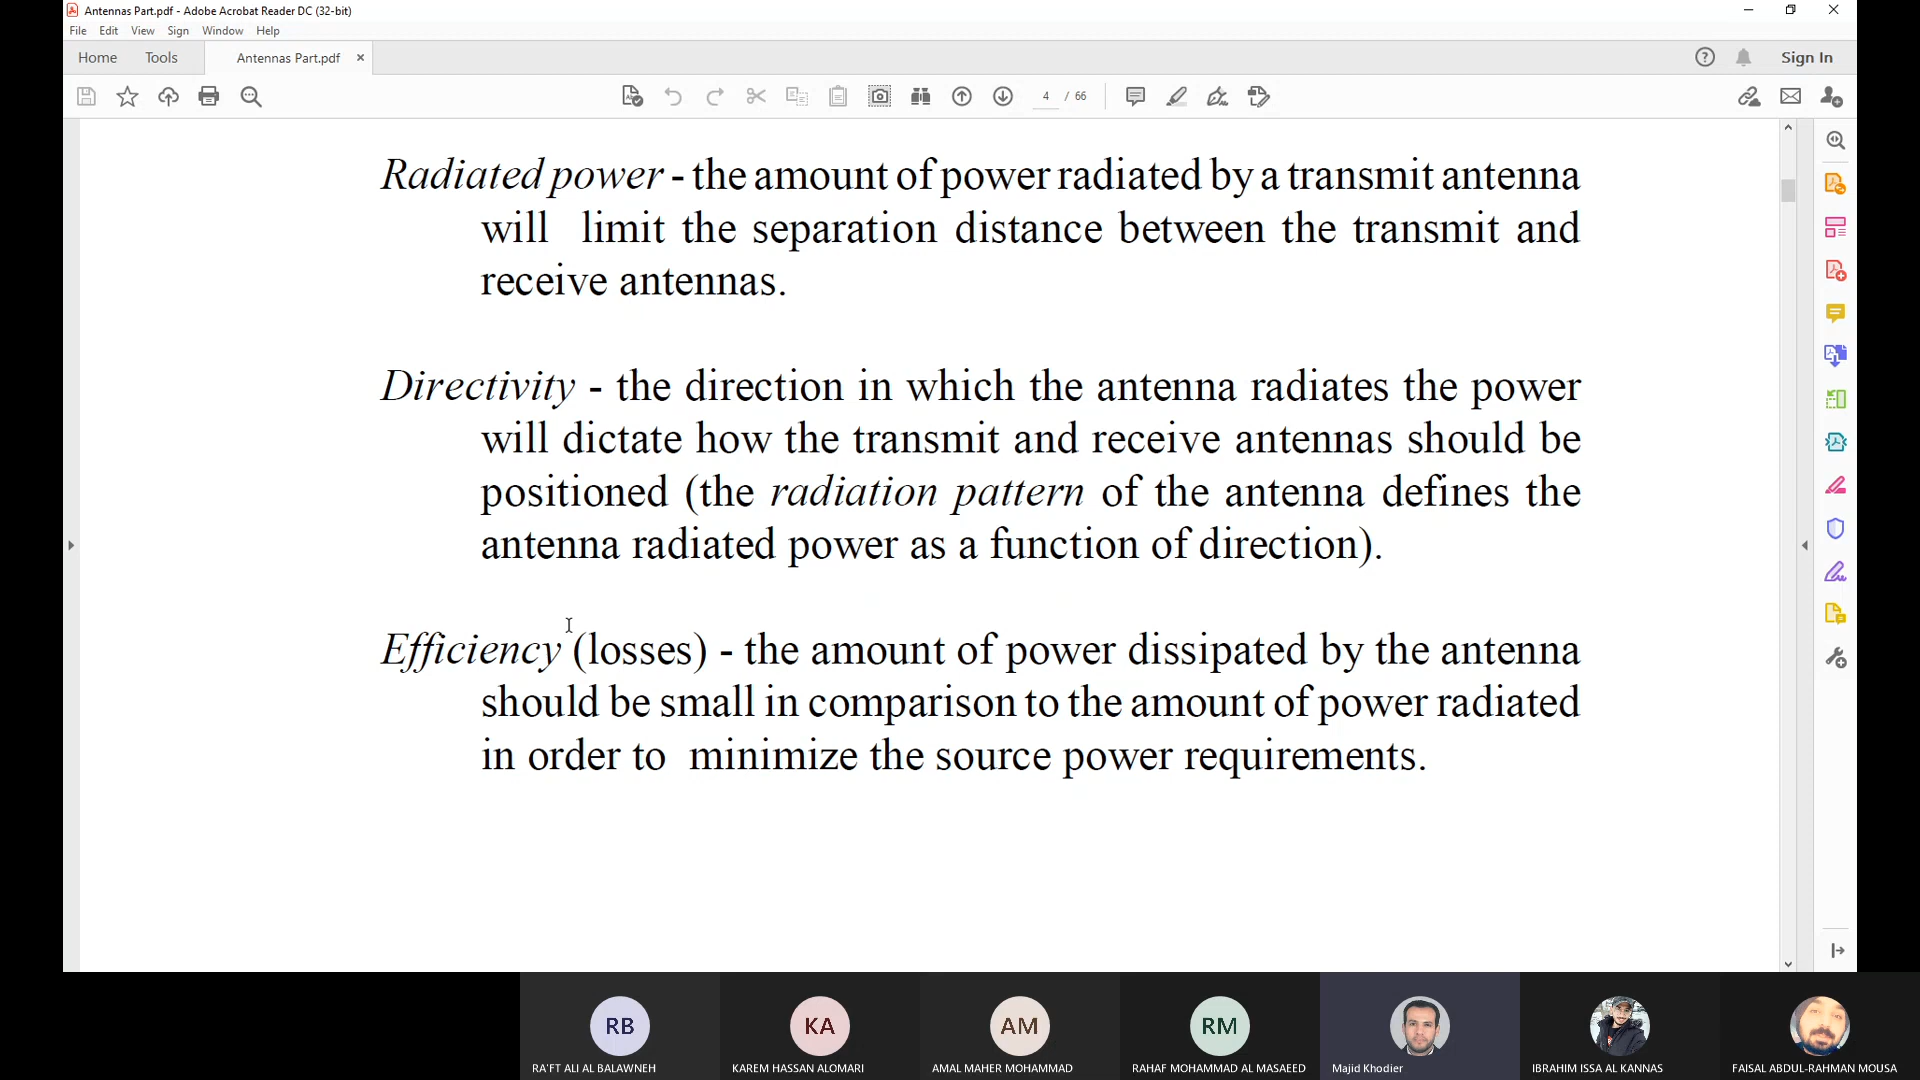 Antennas Part.pdf - Adobe Acrobat Reader DC (32-bit)
File Edit View Sign Window Help
Home Tools Antennas Part.pdf × Sign In
4 / 66
Radiated power - the amount of power radiated by a transmit antenna
will limit the separation distance between the transmit and
receive antennas.
Directivity - the direction in which the antenna radiates the power
will dictate how the transmit and receive antennas should be
positioned (the radiation pattern of the antenna defines the
antenna radiated power as a function of direction).
Efficiency (losses) - the amount of power dissipated by the antenna
should be small in comparison to the amount of power radiated
in order to minimize the source power requirements.
RB KA AM RM
RA'FT ALI AL BALAWNEH KAREM HASSAN ALOMARI AMAL MAHER MOHAMMAD RAHAF MOHAMMAD AL MASAEED Majid Khodier IBRAHIM ISSA AL KANNAS FAISAL ABDUL-RAHMAN MOUSA